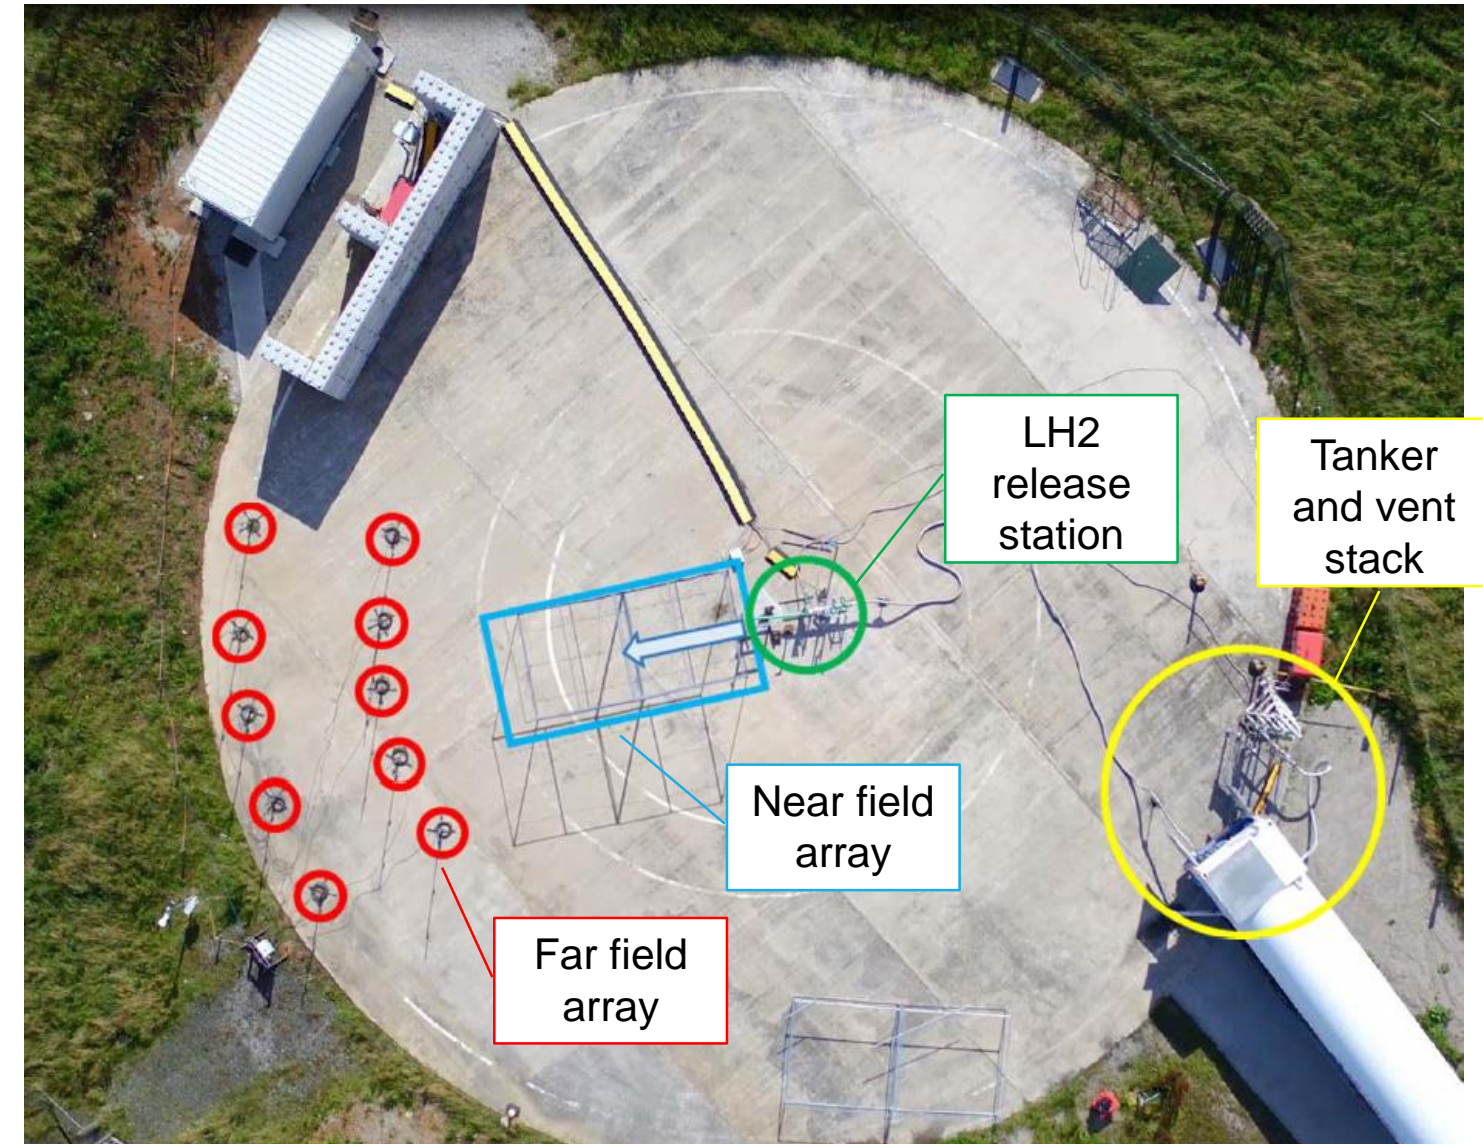 LH2
release
station
Tanker
and vent
stack
Near field
array
Far field
array